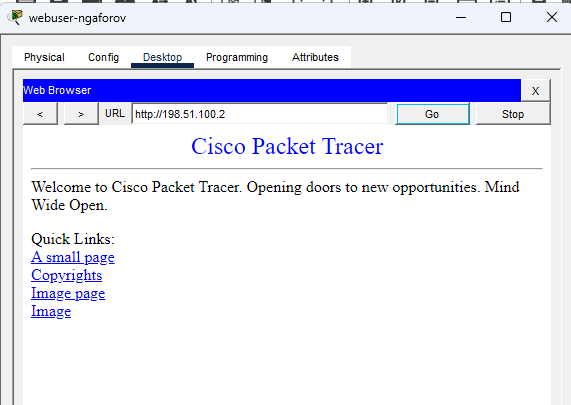 webuser-ngaforov
Physical Config Desktop Programming Attributes
Web Browser X
< > URL http://198.51.100.2 Go Stop
Cisco Packet Tracer
Welcome to Cisco Packet Tracer. Opening doors to new opportunities. Mind
Wide Open.
Quick Links:
A small page
Copyrights
Image page
Image